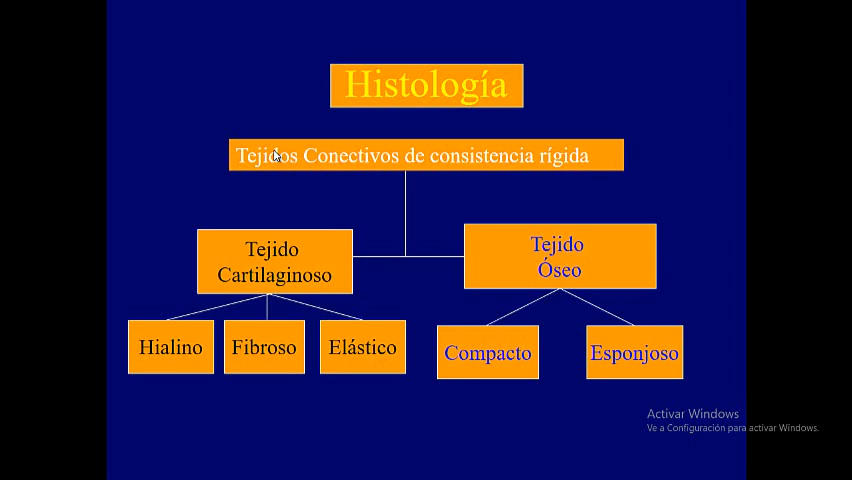 Histología
Tejidos Conectivos de consistencia rígida
Tejido
Cartilaginoso
Tejido
Óseo
Hialino
Fibroso
Elástico
Compacto
Esponjoso
Activar Windows
Ve a Configuración para activar Windows.